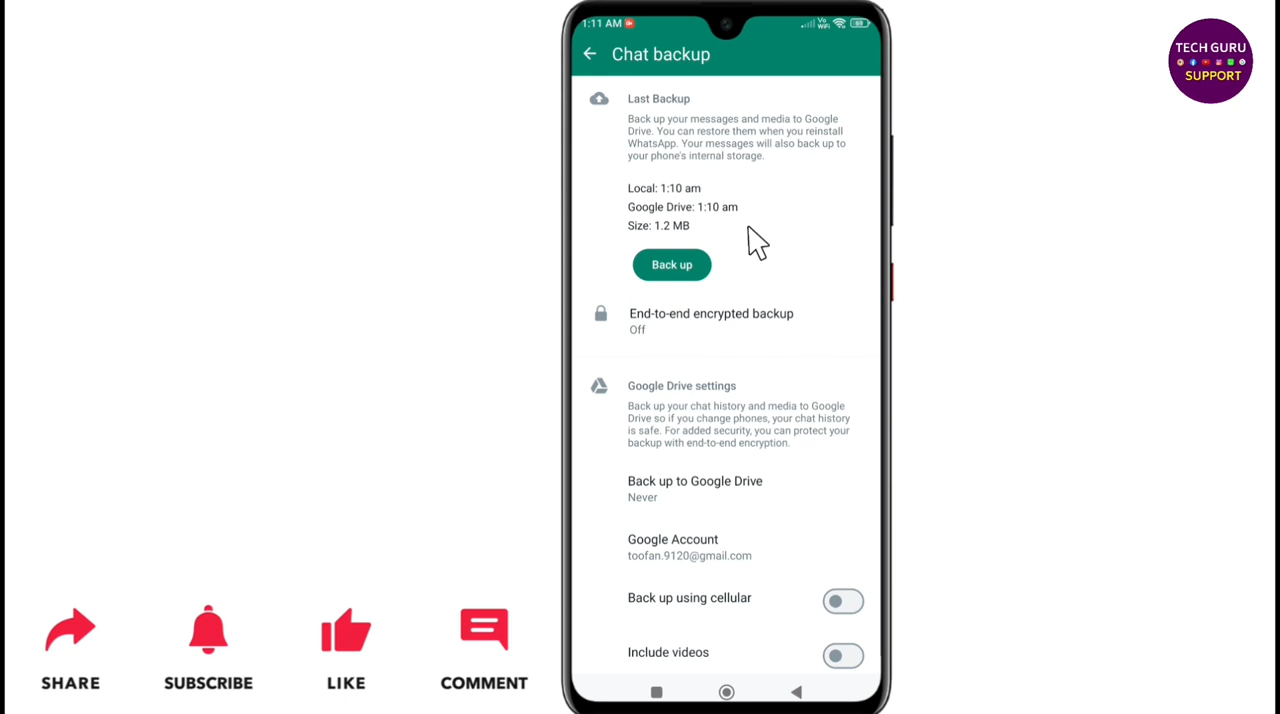 1:11 AM
Vo
WiFi
69
Chat backup
TECH GURU
SUPPORT
Last Backup
Back up your messages and media to Google
Drive. You can restore them when you reinstall
WhatsApp. Your messages will also back up to
your phone's internal storage.
Local: 1:10 am
Google Drive: 1:10 am
Size: 1.2 MB
Back up
End-to-end encrypted backup
Off
Google Drive settings
Back up your chat history and media to Google
Drive so if you change phones, your chat history
is safe. For added security, you can protect your
backup with end-to-end encryption.
Back up to Google Drive
Never
Google Account
toofan.9120@gmail.com
Back up using cellular
Include videos
SHARE
SUBSCRIBE
LIKE
COMMENT